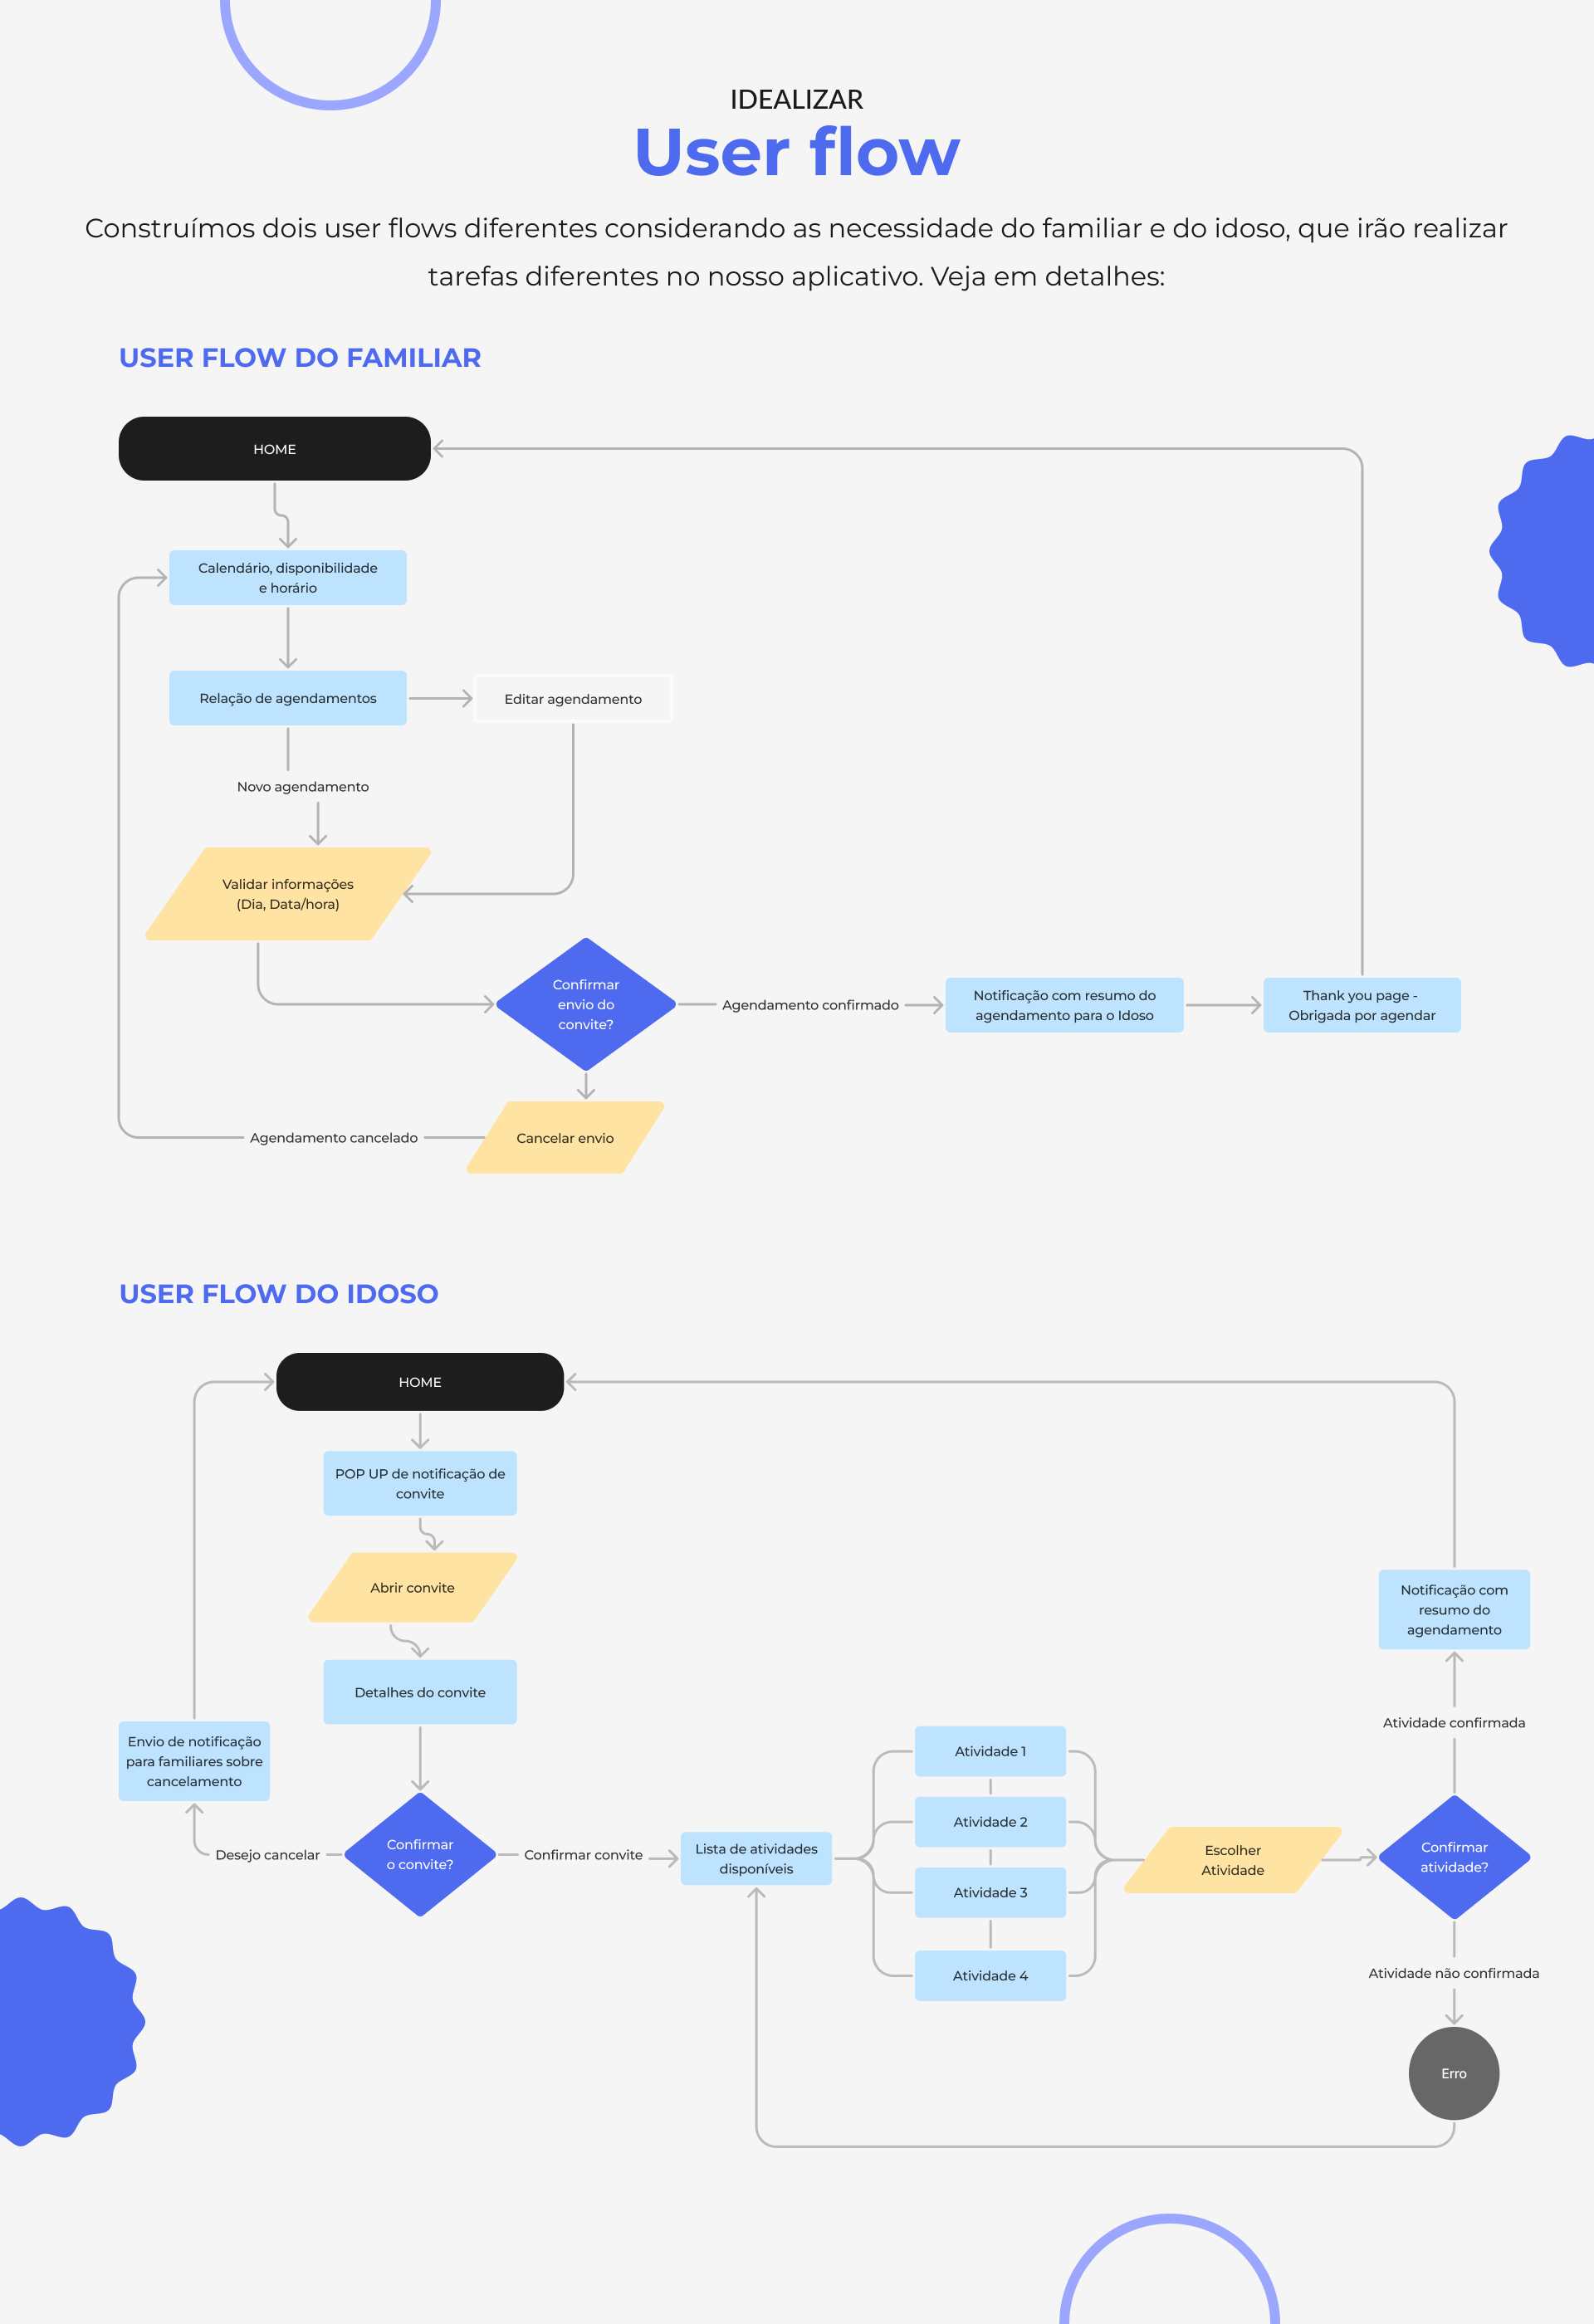 IDEALIZAR
User flow
Construímos dois user flows diferentes considerando as necessidade do familiar e do idoso, que irão realizar
tarefas diferentes no nosso aplicativo. Veja em detalhes:
USER FLOW DO FAMILIAR
HOME
Calendário, disponibilidade
e horário
Relação de agendamentos
Editar agendamento
Novo agendamento
Validar informações
(Dia, Data/hora)
Confirmar
envio do
convite?
Agendamento confirmado
Notificação com resumo do
agendamento para o Idoso
Thank you page -
Obrigada por agendar
Cancelar envio
Agendamento cancelado
USER FLOW DO IDOSO
HOME
POP UP de notificação de
convite
Abrir convite
Detalhes do convite
Envio de notificação
para familiares sobre
cancelamento
Desejo cancelar
Confirmar
o convite?
Confirmar convite
Lista de atividades
disponíveis
Atividade 1
Atividade 2
Atividade 3
Atividade 4
Escolher
Atividade
Confirmar
atividade?
Atividade confirmada
Notificação com
resumo do
agendamento
Atividade não confirmada
Erro